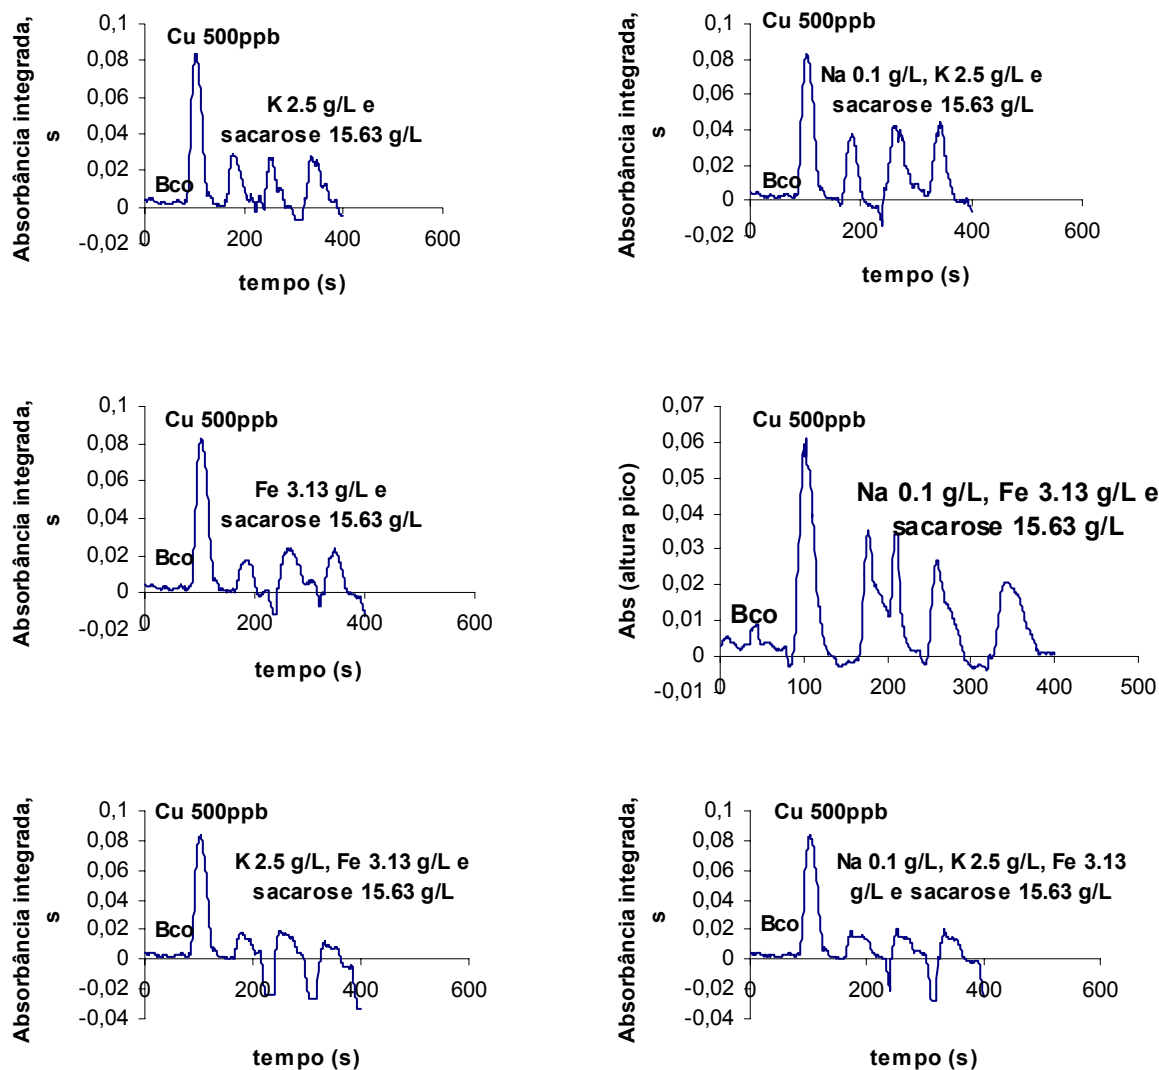 Absorbância integrada,
s
0,1
0,08
0,06
0,04
0,02
0
-0,02
Cu 500ppb
K 2.5 g/L e
sacarose 15.63 g/L
Bco
0
200
400
600
tempo (s)
Absorbância integrada,
s
0,1
0,08
0,06
0,04
0,02
0
-0,02
Cu 500ppb
Na 0.1 g/L, K 2.5 g/L e
sacarose 15.63 g/L
Bco
0
200
400
600
tempo (s)
Absorbância integrada,
s
0,1
0,08
0,06
0,04
0,02
0
-0,02
Cu 500ppb
Fe 3.13 g/L e
sacarose 15.63 g/L
Bco
0
200
400
600
tempo (s)
Abs (altura pico)
0,07
0,06
0,05
0,04
0,03
0,02
0,01
0
-0,01
Cu 500ppb
Na 0.1 g/L, Fe 3.13 g/L e
sacarose 15.63 g/L
Bco
0
100
200
300
400
500
Absorbância integrada,
s
0,1
0,08
0,06
0,04
0,02
0
-0,02
-0,04
Cu 500ppb
K 2.5 g/L, Fe 3.13 g/L e
sacarose 15.63 g/L
Bco
0
200
400
600
tempo (s)
Absorbância integrada,
s
0,1
0,08
0,06
0,04
0,02
0
-0,02
-0,04
Cu 500ppb
Na 0.1 g/L, K 2.5 g/L, Fe 3.13
g/L e sacarose 15.63 g/L
Bco
0
200
400
600
tempo (s)